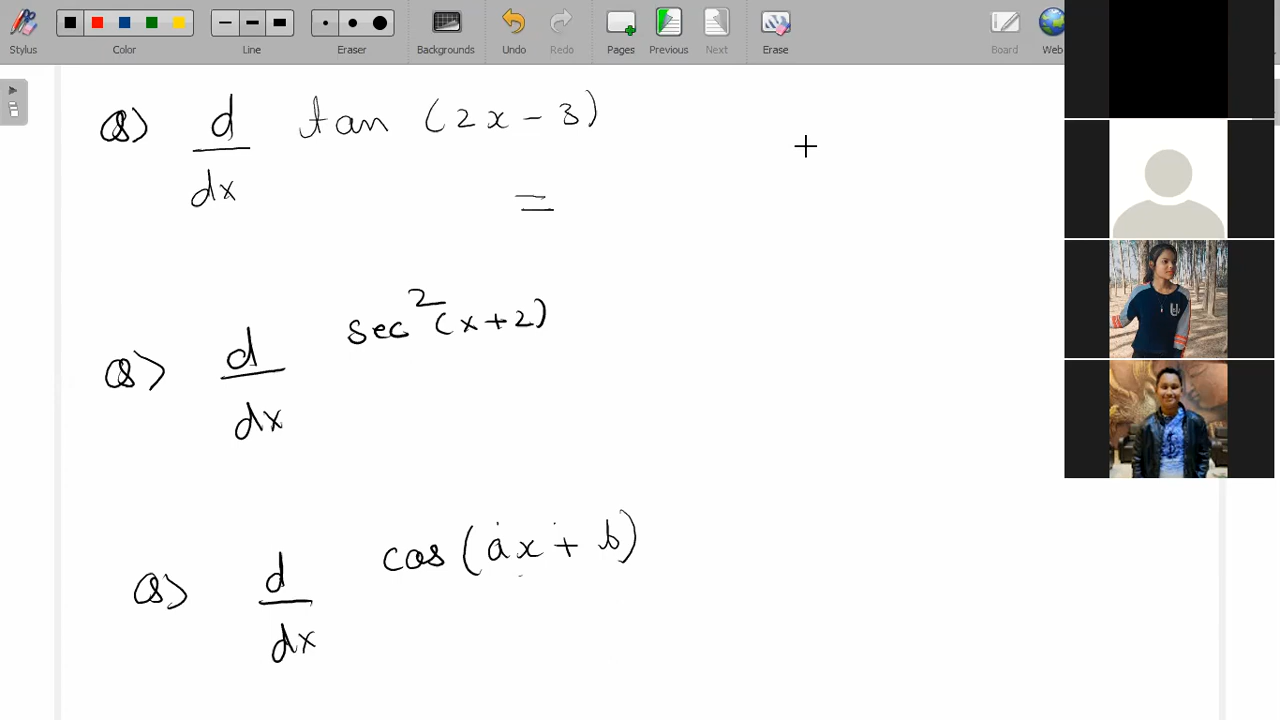 Stylus Color Line Eraser Backgrounds Undo Redo Pages Previous Next Erase Board Web
Q> d/dx tan (2x - 3)
=
Q> d/dx sec²(x+2)
Q> d/dx cos(ax + b)